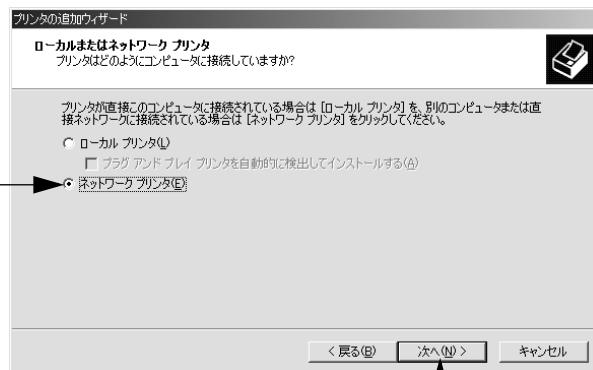 プリンタの追加ウィザード
ローカルまたはネットワーク プリンタ
プリンタはどのようにコンピュータに接続していますか?
プリンタが直接このコンピュータに接続されている場合は [ローカル プリンタ] を、別のコンピュータまたは直
接ネットワークに接続されている場合は [ネットワーク プリンタ] をクリックしてください。
ローカル プリンタ(L)
プラグ アンド プレイ プリンタを自動的に検出してインストールする(A)
ネットワーク プリンタ(E)
< 戻る(B) 次へ(N) > キャンセル